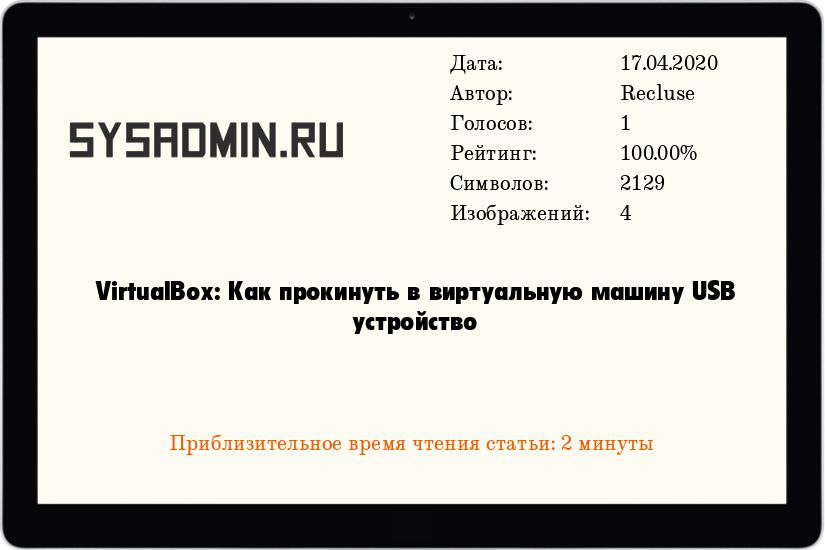 SYSADMIN.RU
Дата: 17.04.2020
Автор: Recluse
Голосов: 1
Рейтинг: 100.00%
Символов: 2129
Изображений: 4
VirtualBox: Как прокинуть в виртуальную машину USB
устройство
Приблизительное время чтения статьи: 2 минуты